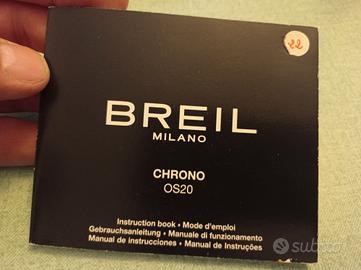 22
BREIL
MILANO
CHRONO
OS20
Instruction book • Mode d'emploi
Gebrauchsanleitung • Manuale di funzionamento
Manual de instrucciones • Manual de Instruções
subito